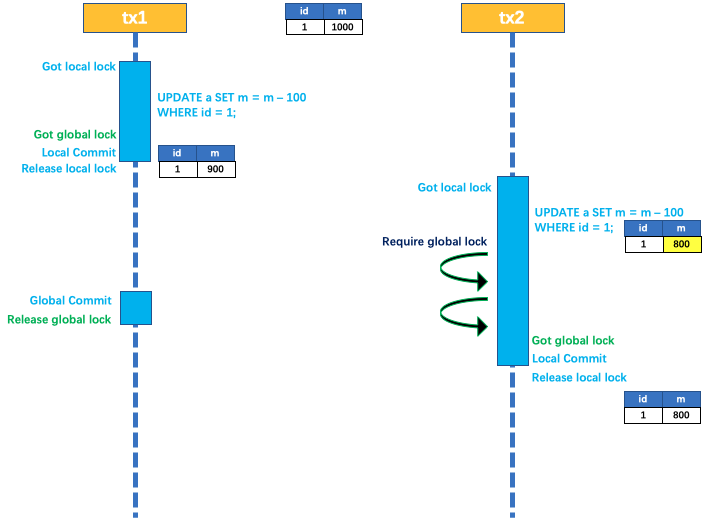 tx1
id m
1 1000
tx2
Got local lock
UPDATE a SET m = m – 100
WHERE id = 1;
Got global lock
Local Commit
Release local lock
id m
1 900
Got local lock
UPDATE a SET m = m – 100
WHERE id = 1;
id m
1 800
Require global lock
Global Commit
Release global lock
Got global lock
Local Commit
Release local lock
id m
1 800